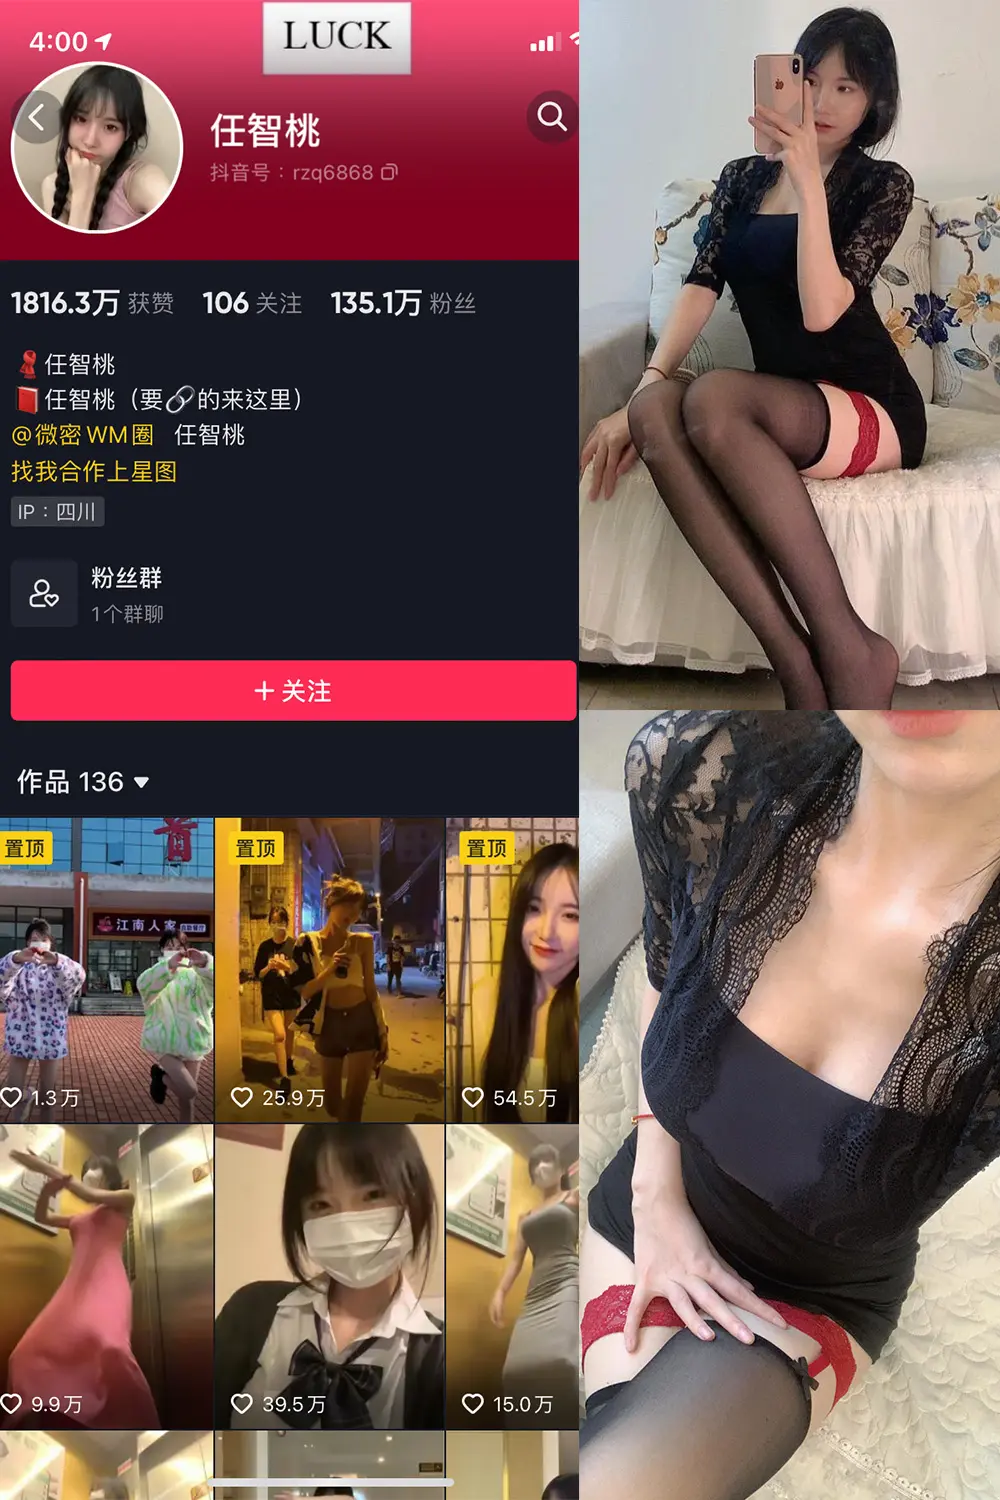 4:00
LUCK
任智桃
抖音号：rzq6868
1816.3万 获赞 106 关注 135.1万 粉丝
任智桃
任智桃（要🔗的来这里）
@微密WM圈 任智桃
找我合作上星图
IP：四川
粉丝群
1个群聊
+ 关注
作品 136
置顶
置顶
置顶
江南人家
1.3万
25.9万
54.5万
9.9万
39.5万
15.0万